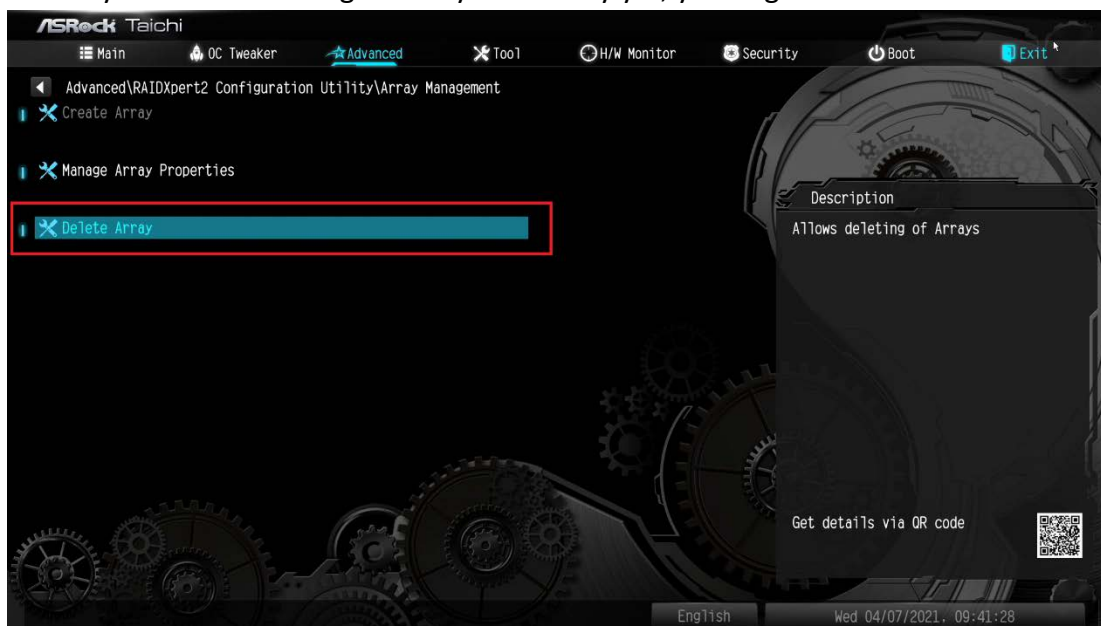 ASRock Taichi
Main OC Tweaker Advanced Tool H/W Monitor Security Boot Exit
Advanced\RAIDXpert2 Configuration Utility\Array Management
Create Array
Manage Array Properties
Delete Array
Description
Allows deleting of Arrays
Get details via QR code
English Wed 04/07/2021, 09:41:28